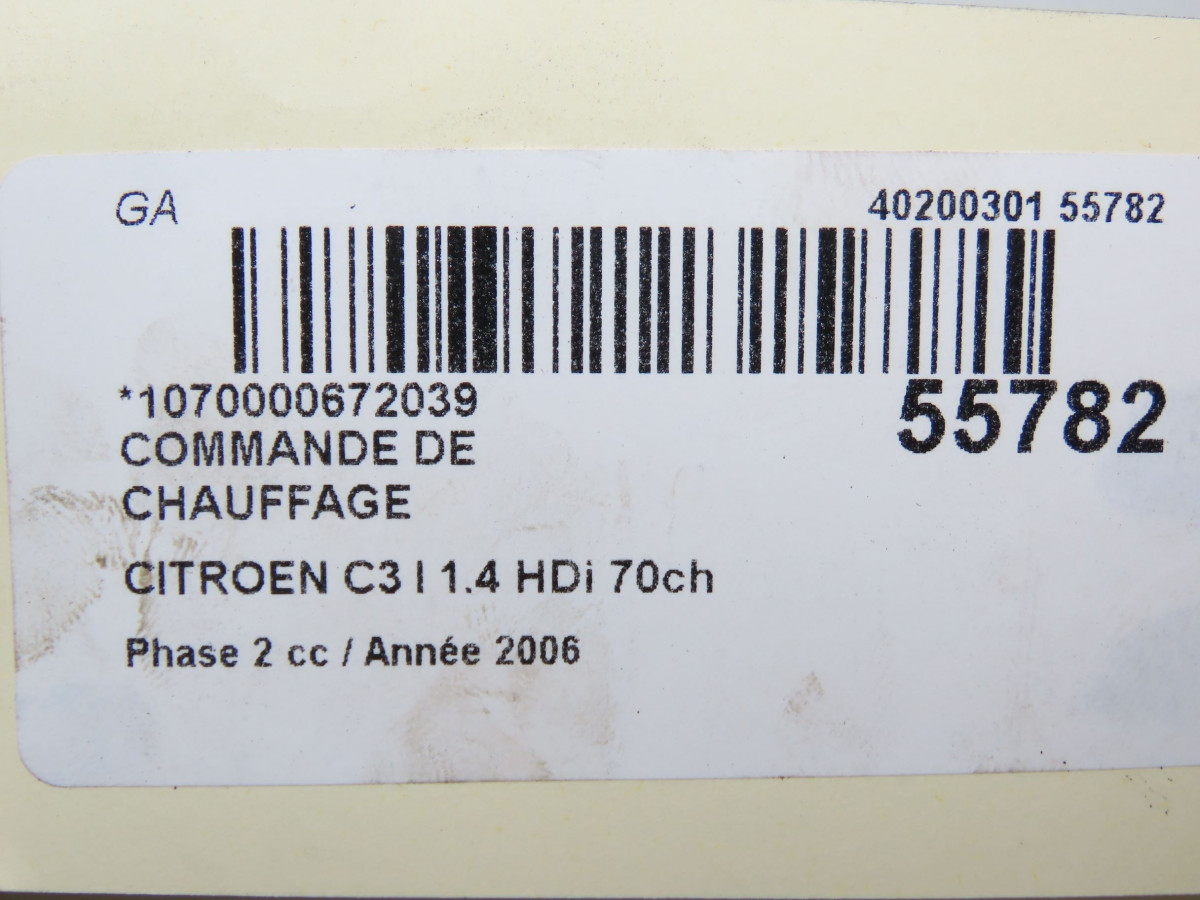 GA
40200301 55782
*1070000672039
55782
COMMANDE DE
CHAUFFAGE
CITROEN C3 I 1.4 HDi 70ch
Phase 2 cc / Année 2006